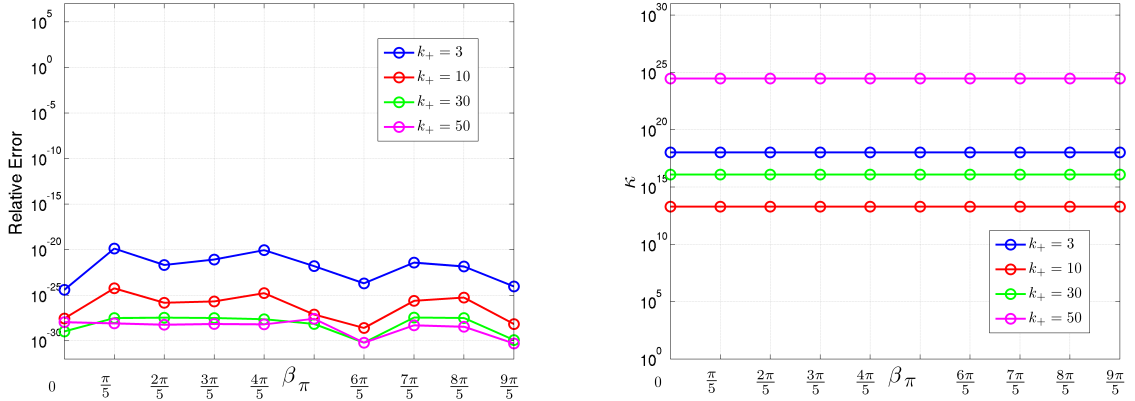 10^5
10^0
10^-5
10^-10
10^-15
10^-20
10^-25
10^-30
Relative Error
k_+ = 3
k_+ = 10
k_+ = 30
k_+ = 50
0 π/5 2π/5 3π/5 4π/5 β π 6π/5 7π/5 8π/5 9π/5
10^30
10^25
10^20
10^15
10^10
10^5
10^0
κ
k_+ = 3
k_+ = 10
k_+ = 30
k_+ = 50
0 π/5 2π/5 3π/5 4π/5 β π 6π/5 7π/5 8π/5 9π/5